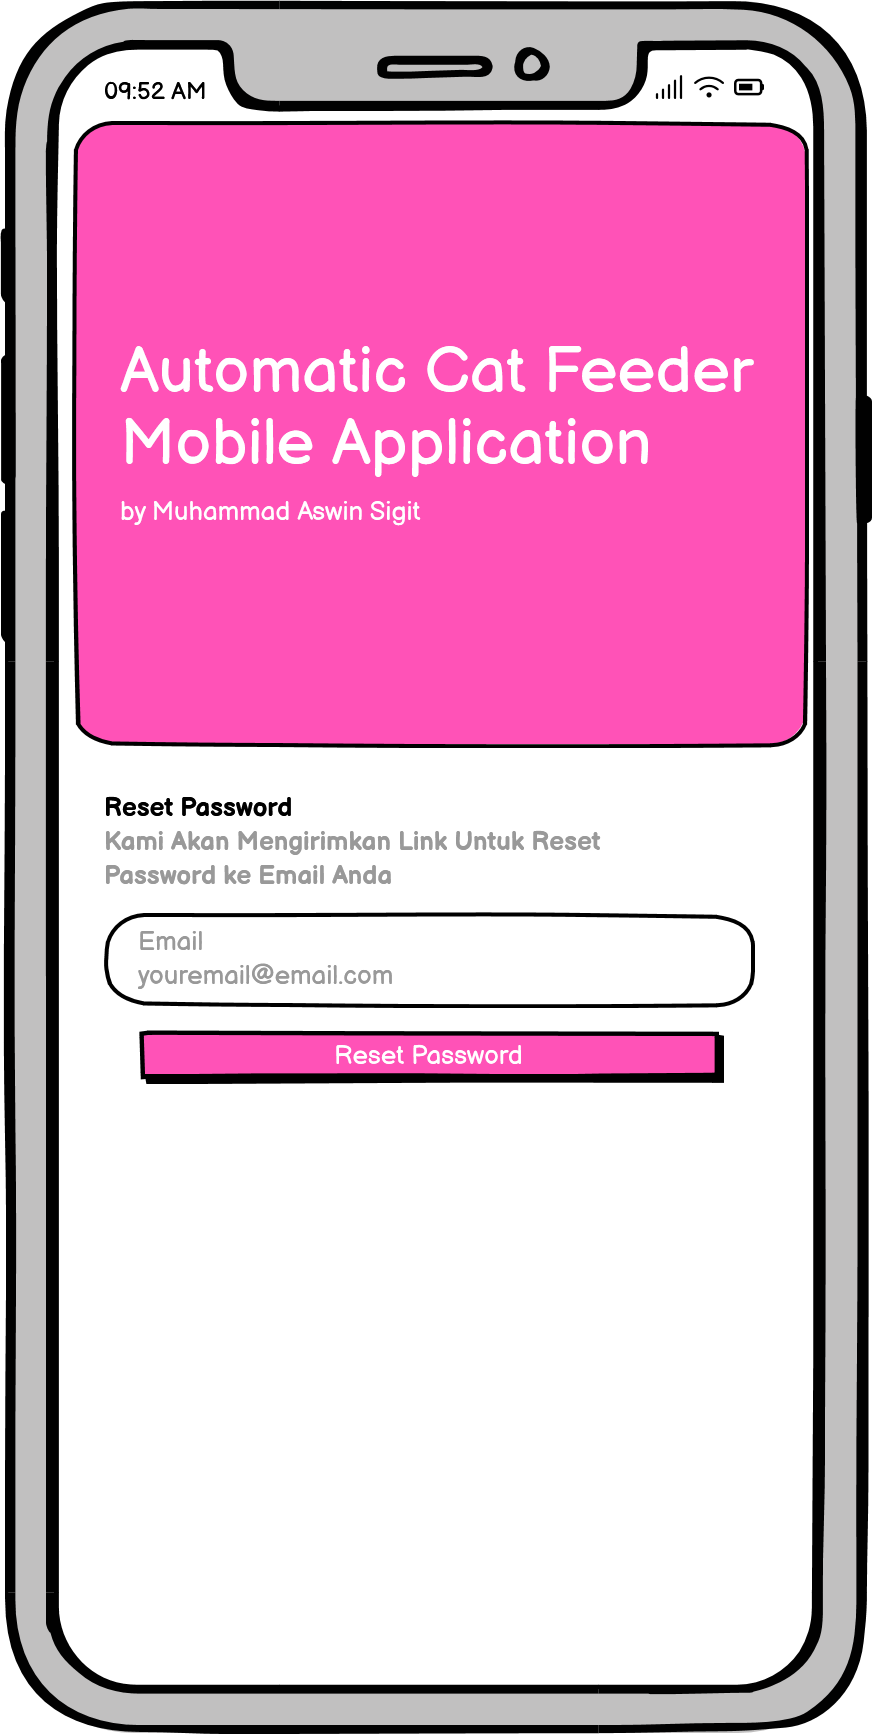 09:52 AM
Automatic Cat Feeder
Mobile Application
by Muhammad Aswin Sigit
Reset Password
Kami Akan Mengirimkan Link Untuk Reset
Password ke Email Anda
Email
youremail@email.com
Reset Password